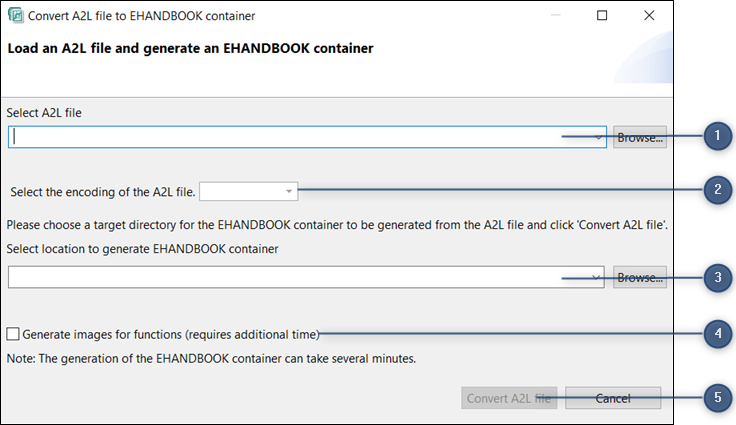 Convert A2L file to EHANDBOOK container
Load an A2L file and generate an EHANDBOOK container
Select A2L file
Browse... 1
Select the encoding of the A2L file. 2
Please choose a target directory for the EHANDBOOK container to be generated from the A2L file and click 'Convert A2L file'.
Select location to generate EHANDBOOK container
Browse... 3
Generate images for functions (requires additional time) 4
Note: The generation of the EHANDBOOK container can take several minutes.
Convert A2L file Cancel 5